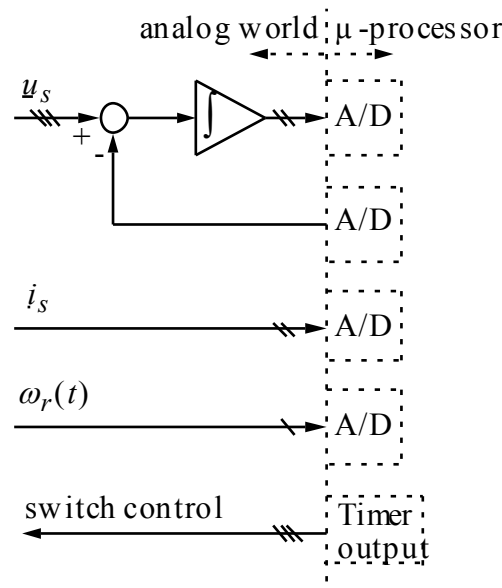 analog world µ-processor
u_s
+
-
∫
A/D
A/D
i_s
A/D
ω_r(t)
A/D
switch control
Timer
output